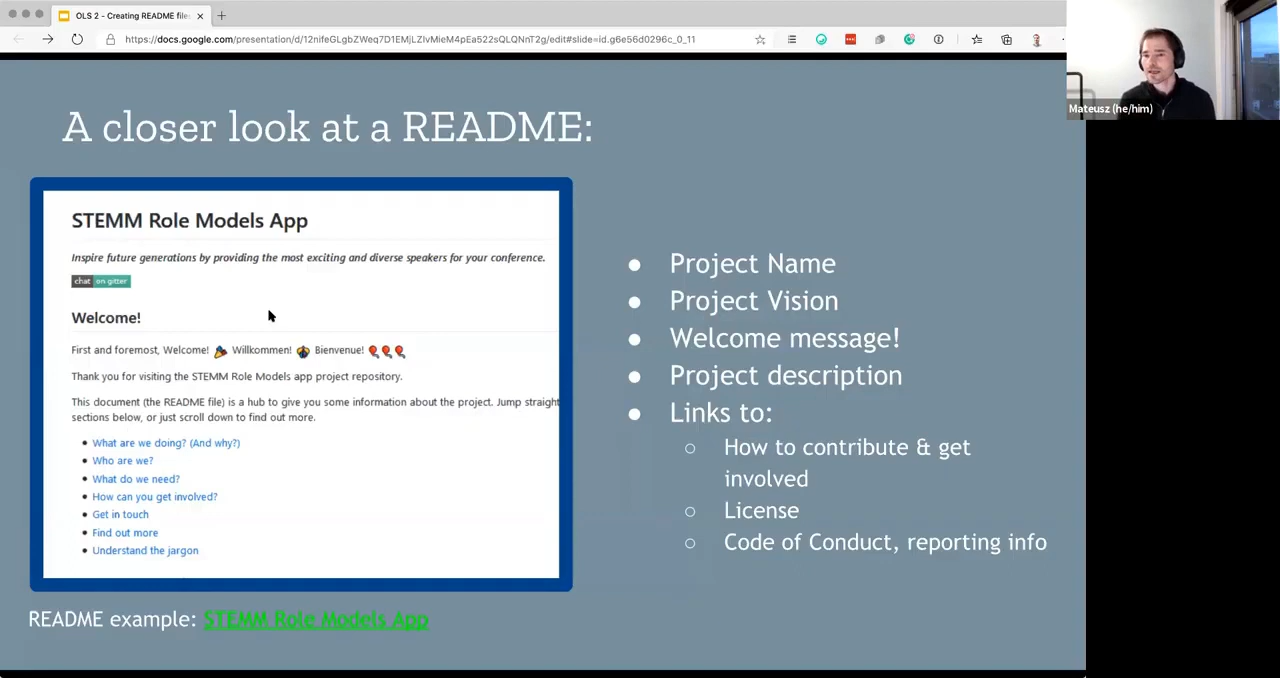 OLS 2 - Creating README file:
https://docs.google.com/presentation/d/12nifeGLgbZWeq7D1EMjLZIvMieM4pEa522sQLQNnT2g/edit#slide=id.g6e56d0296c_0_11
Mateusz (he/him)
A closer look at a README:
STEMM Role Models App
Inspire future generations by providing the most exciting and diverse speakers for your conference.
chat on gitter
Welcome!
First and foremost, Welcome! Willkommen! Bienvenue!
Thank you for visiting the STEMM Role Models app project repository.
This document (the README file) is a hub to give you some information about the project. Jump straight
sections below, or just scroll down to find out more.
What are we doing? (And why?)
Who are we?
What do we need?
How can you get involved?
Get in touch
Find out more
Understand the jargon
README example: STEMM Role Models App
Project Name
Project Vision
Welcome message!
Project description
Links to:
How to contribute & get
involved
License
Code of Conduct, reporting info